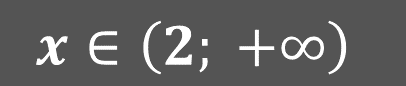 x ∈ (2; +∞)